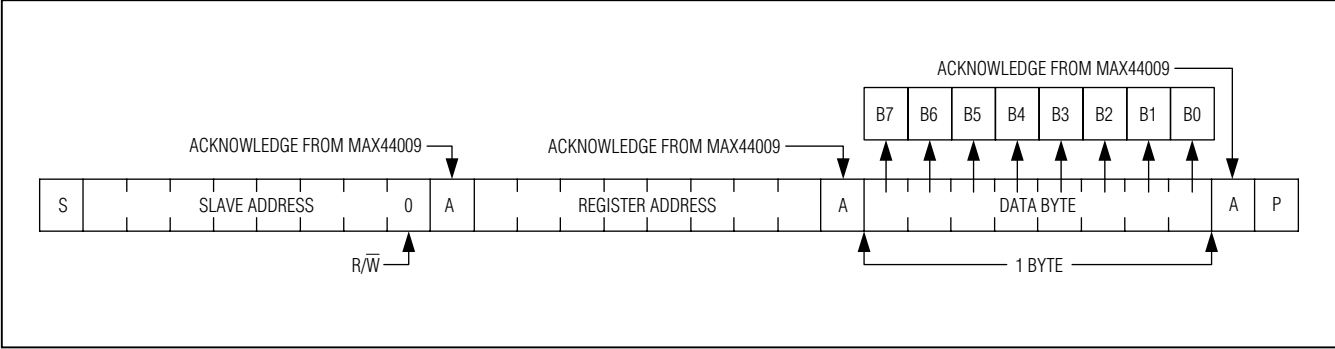 ACKNOWLEDGE FROM MAX44009
B7 B6 B5 B4 B3 B2 B1 B0
ACKNOWLEDGE FROM MAX44009 ACKNOWLEDGE FROM MAX44009
S SLAVE ADDRESS 0 A REGISTER ADDRESS A DATA BYTE A P
R/W̅ 1 BYTE